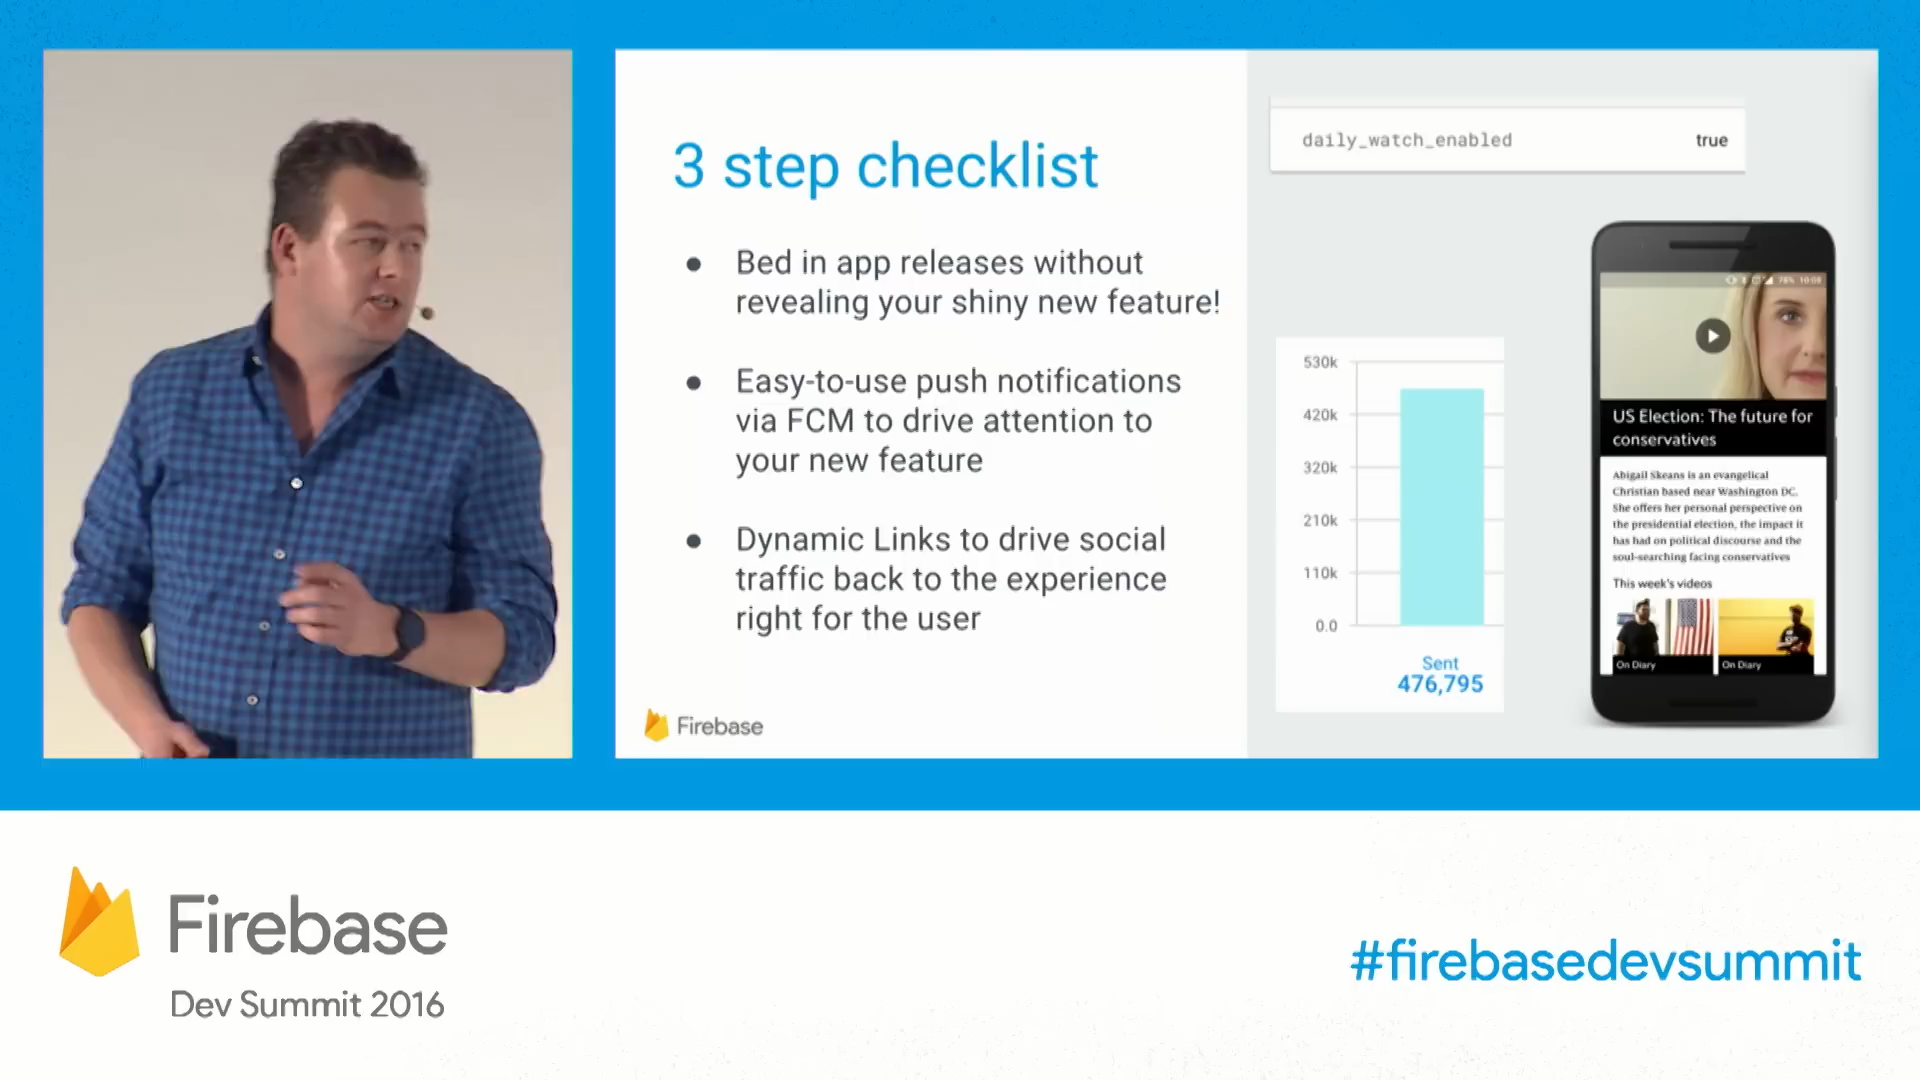 3 step checklist
● Bed in app releases without
revealing your shiny new feature!
● Easy-to-use push notifications
via FCM to drive attention to
your new feature
● Dynamic Links to drive social
traffic back to the experience
right for the user
Firebase
daily_watch_enabled true
530k
420k
320k
210k
110k
0.0
Sent
476,795
78% 10:08
US Election: The future for
conservatives
Abigail Skeans is an evangelical
Christian based near Washington DC.
She offers her personal perspective on
the presidential election, the impact it
has had on political discourse and the
soul-searching facing conservatives
This week's videos
On Diary On Diary
Firebase
Dev Summit 2016
#firebasedevsummit